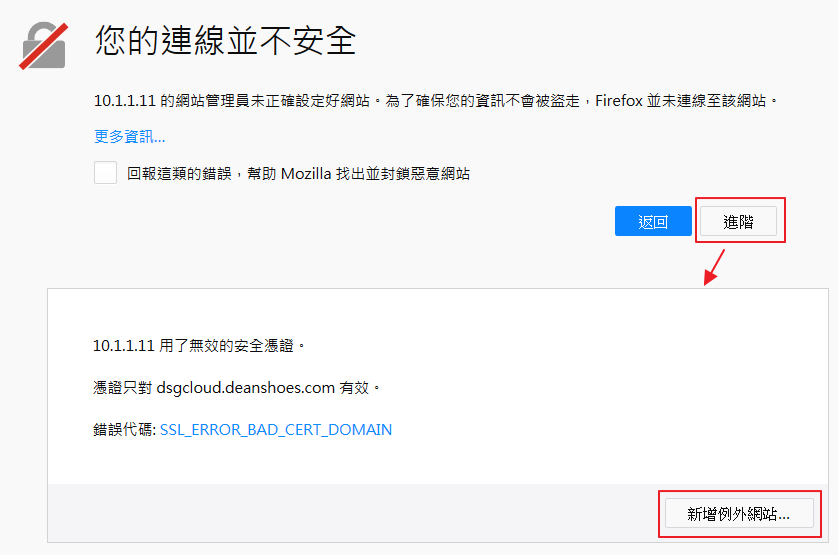 您的連線並不安全
10.1.1.11 的網站管理員未正確設定好網站。為了確保您的資訊不會被盜走，Firefox 並未連線至該網站。
更多資訊...
回報這類的錯誤，幫助 Mozilla 找出並封鎖惡意網站
返回 進階
10.1.1.11 用了無效的安全憑證。
憑證只對 dsgcloud.deanshoes.com 有效。
錯誤代碼: SSL_ERROR_BAD_CERT_DOMAIN
新增例外網站...